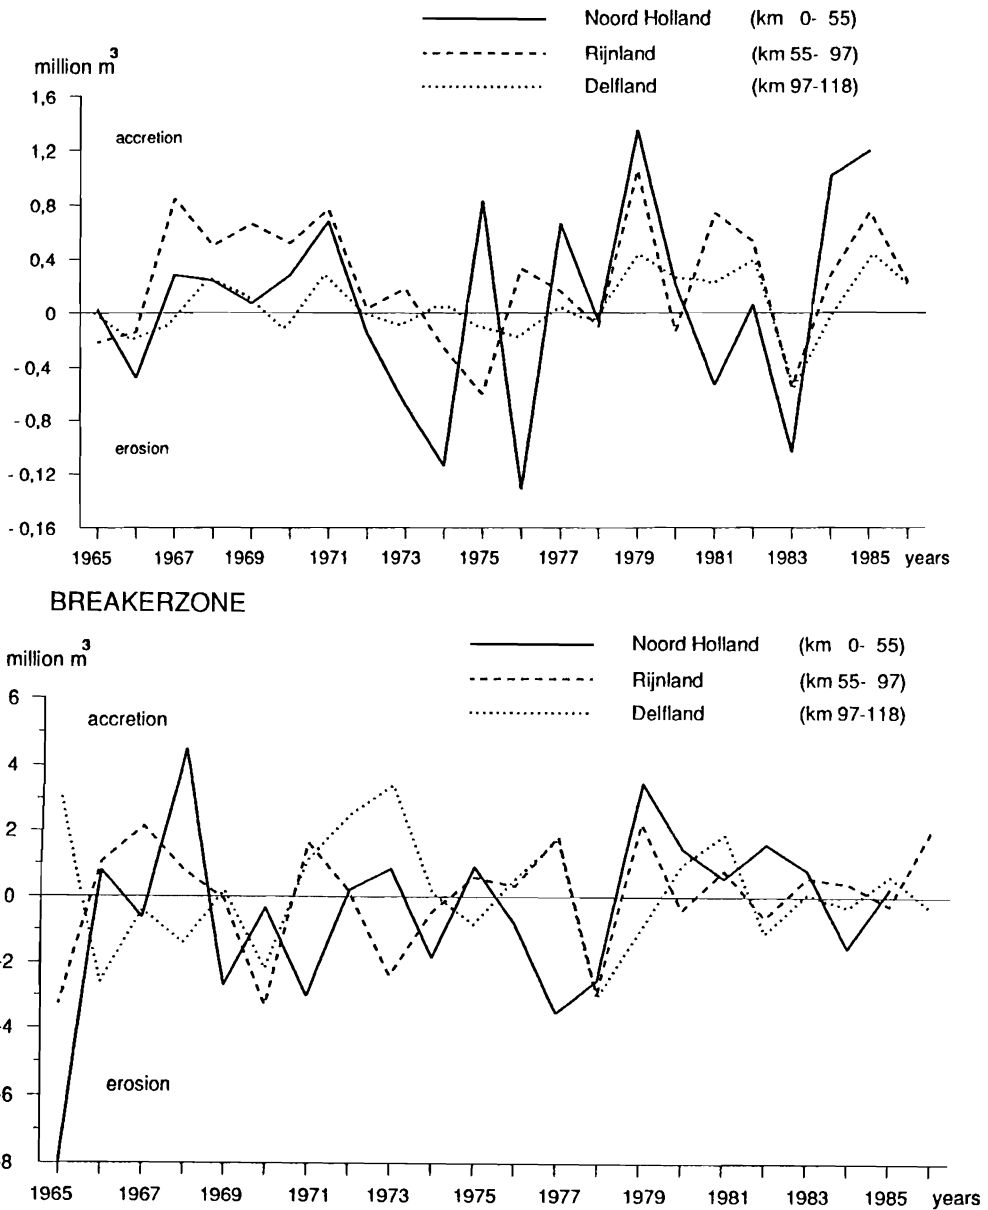 Noord Holland (km 0- 55)
Rijnland (km 55- 97)
Delfland (km 97-118)
million m³
1,6
accretion
1,2
0,8
0,4
0
- 0,4
- 0,8
erosion
- 0,12
- 0,16
1965 1967 1969 1971 1973 1975 1977 1979 1981 1983 1985 years
BREAKERZONE
Noord Holland (km 0- 55)
Rijnland (km 55- 97)
Delfland (km 97-118)
million m³
6
accretion
4
2
0
-2
-4
erosion
-6
8
1965 1967 1969 1971 1973 1975 1977 1979 1981 1983 1985 years